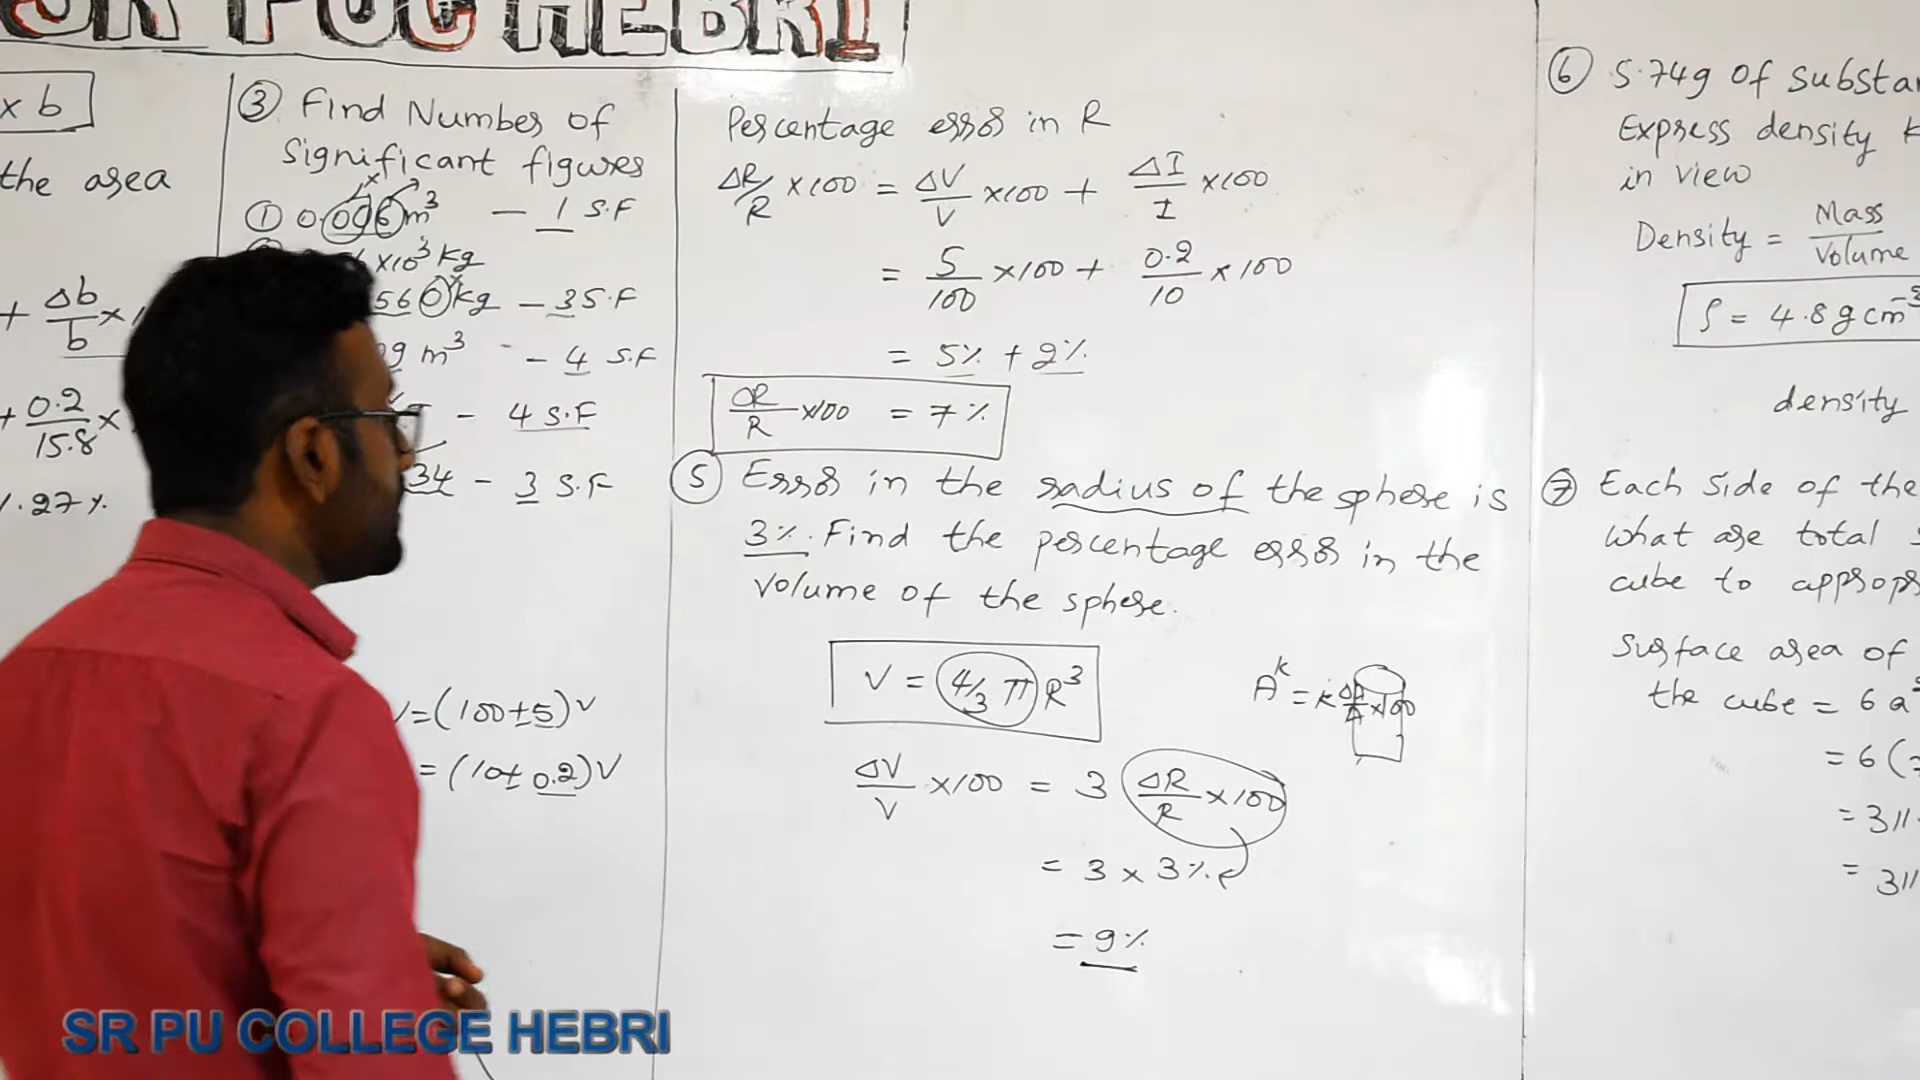 SR PUC HEBRI
x b
the area
+ Δb/b ×
+ 0.2/15.8 ×
1.27%
③ Find Number of
Significant figures
① 0.006m³ — 1 S.F
×10³ kg
560 kg — 3 S.F
g m³ - 4 S.F
- 4 S.F
34 - 3 S.F
V=(100±5)V
= (10± 0.2)V
Percentage error in R
ΔR/R ×100 = ΔV/V ×100 + ΔI/I ×100
= 5/100 ×100 + 0.2/10 ×100
= 5% + 2%
ΔR/R ×100 = 7%
⑤ Error in the radius of the sphere is
3%. Find the percentage error in the
volume of the sphere.
V = 4/3 π R³
Aᵏ = k ΔA/A ×100
ΔV/V ×100 = 3 ΔR/R ×100
= 3 × 3%
= 9%
⑥ 5.74g of
Express density
in view
Density = Mass/Volume
ρ = 4.8 g cm⁻³
density
⑦ Each side of the
what are total
cube to
Surface area of
the cube = 6 a²
= 6 (
= 311.
= 311
SR PU COLLEGE HEBRI